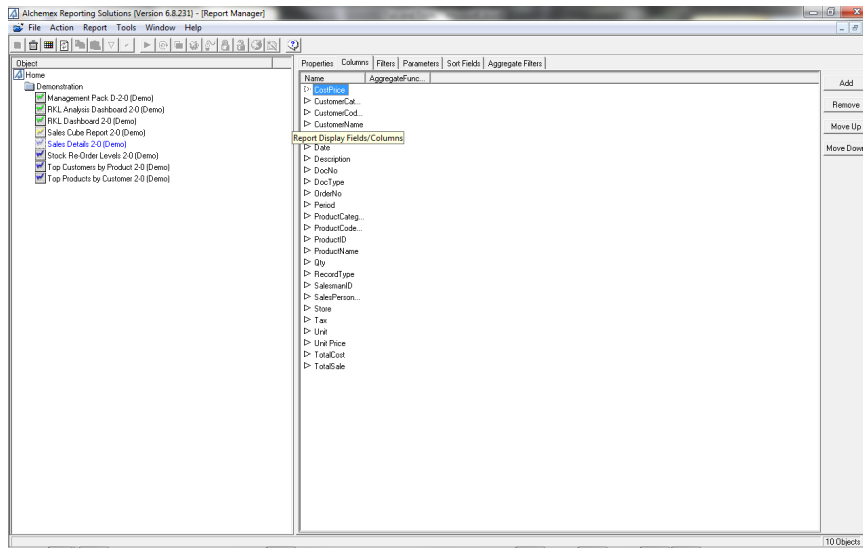 Alchemex Reporting Solutions {Version 6.8.231} - [Report Manager]
File Action Report Tools Window Help
Object
Home
Demonstration
Management Pack D-2-0 (Demo)
RKL Analysis Dashboard 2-0 (Demo)
RKL Dashboard 2-0 (Demo)
Sales Cube Report 2-0 (Demo)
Sales Details 2-0 (Demo)
Stock Re-Order Levels 2-0 (Demo)
Top Customers by Product 2-0 (Demo)
Top Products by Customer 2-0 (Demo)
Properties Columns Filters Parameters Sort Fields Aggregate Filters
Name AggregateFunc...
CostPrice
CustomerCat...
CustomerCod...
CustomerName
Report Display Fields/Columns
Date
Description
DocNo
DocType
OrderNo
Period
ProductCateg...
ProductCode...
ProductID
ProductName
Qty
RecordType
SalesmanID
SalesPerson...
Store
Tax
Unit
Unit Price
TotalCost
TotalSale
Add
Remove
Move Up
Move Down
10 Objects